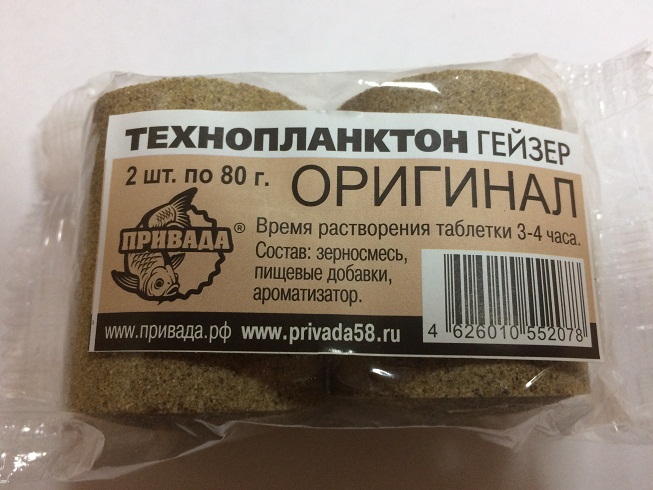 ТЕХНОПЛАНКТОН ГЕЙЗЕР
2 шт. по 80 г.
ОРИГИНАЛ
ПРИВАДА®
Время растворения таблетки 3-4 часа.
Состав: зерносмесь,
пищевые добавки,
ароматизатор.
4 626010 552078
www.привада.рф www.privada58.ru